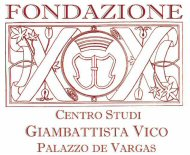 FONDAZIONE
CENTRO STUDI
GIAMBATTISTA VICO
PALAZZO DE VARGAS